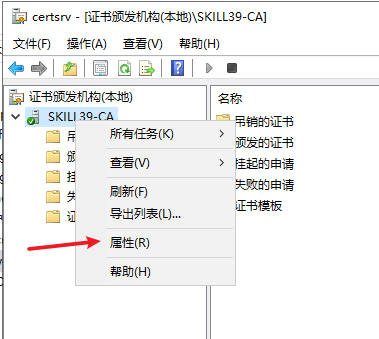 certsrv - [证书颁发机构(本地)\SKILL39-CA]
文件(F) 操作(A) 查看(V) 帮助(H)
证书颁发机构(本地)
SKILL39-CA
吊
颁
挂
失
证
所有任务(K)
查看(V)
刷新(F)
导出列表(L)...
属性(R)
帮助(H)
名称
吊销的证书
颁发的证书
挂起的申请
失败的申请
证书模板